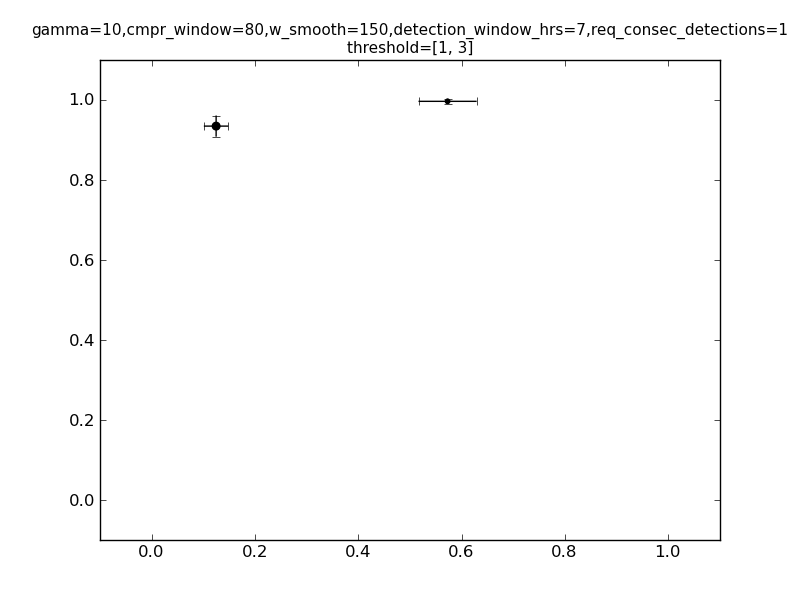 gamma=10,cmpr_window=80,w_smooth=150,detection_window_hrs=7,req_consec_detections=1
threshold=[1, 3]
1.0
0.8
0.6
0.4
0.2
0.0
0.0 0.2 0.4 0.6 0.8 1.0